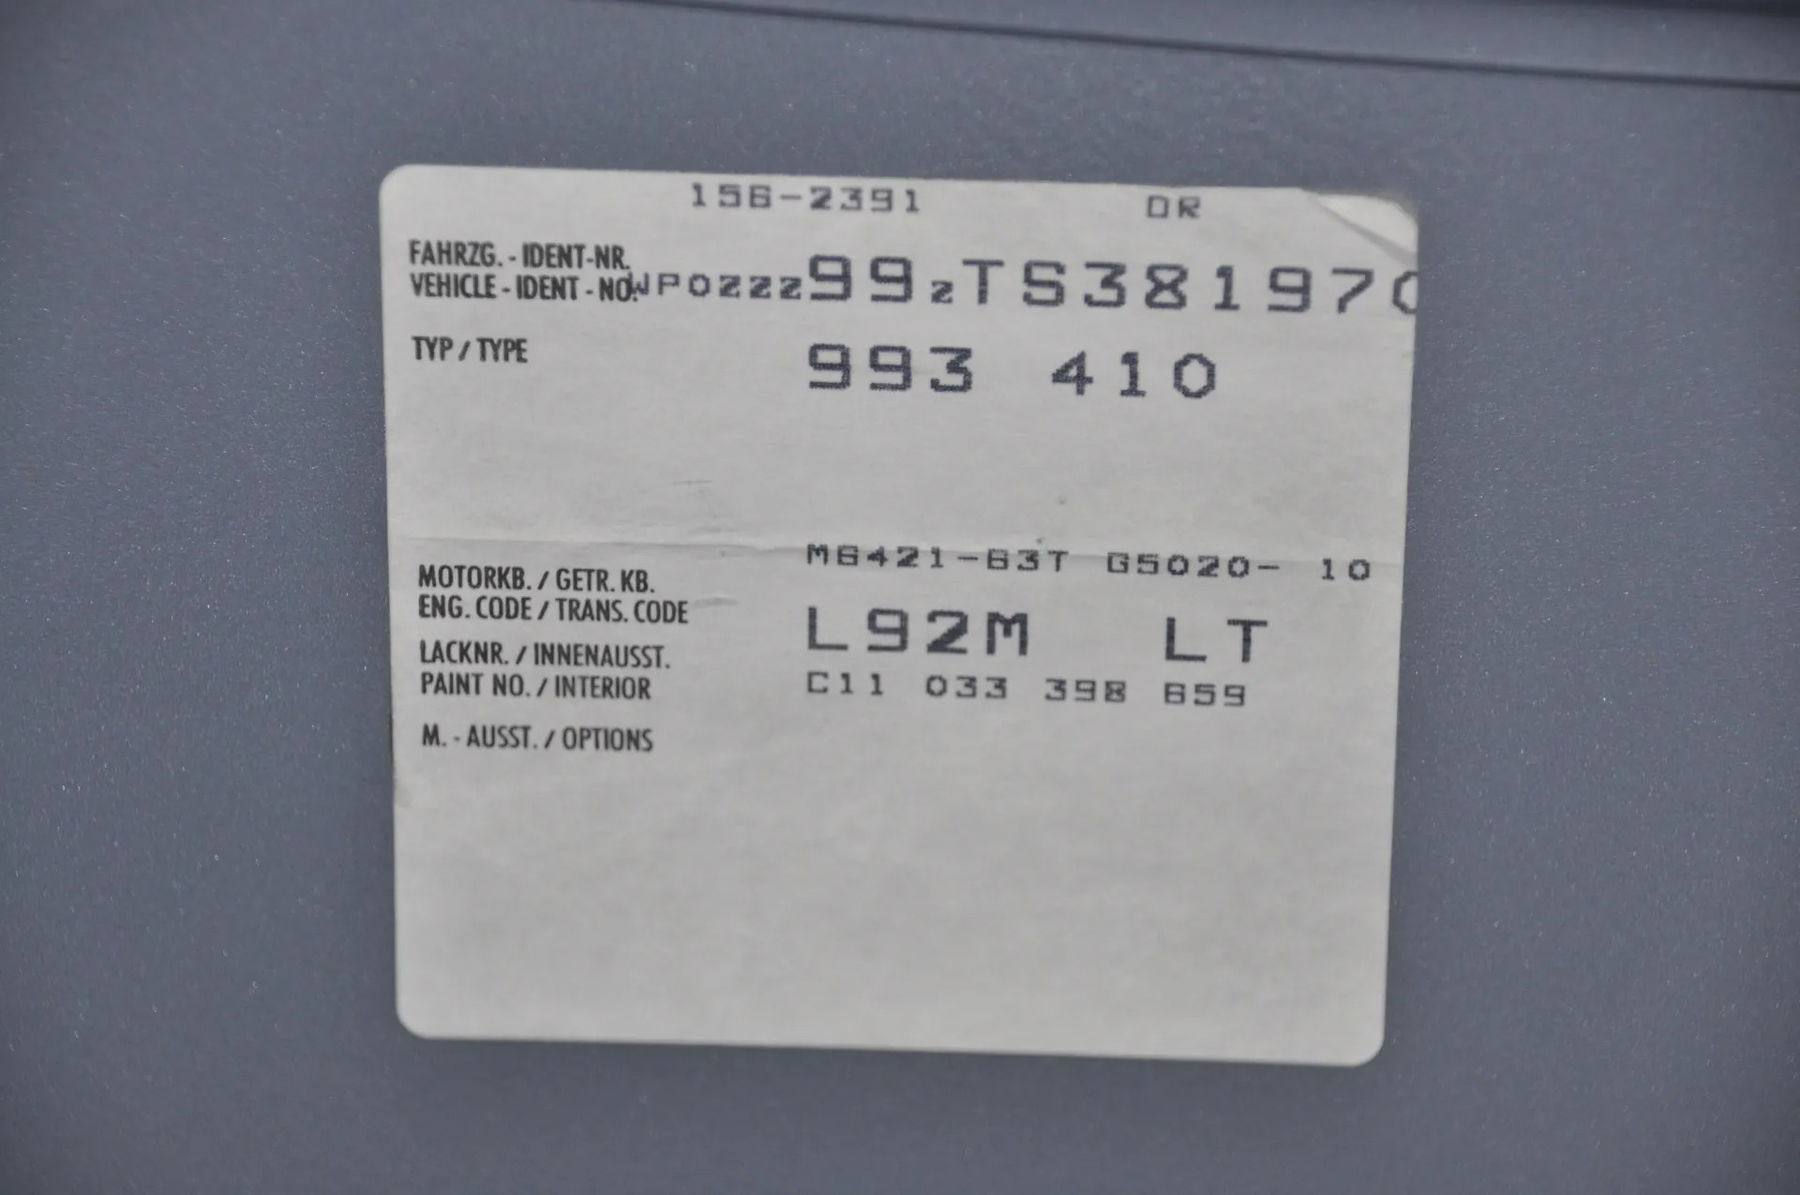 156-2391 DR
FAHRZG. - IDENT-NR.
VEHICLE - IDENT - NO. WP0ZZZ99ZTS381970
TYP / TYPE 993 410
M6421-63T G5020- 10
MOTORKB. / GETR. KB.
ENG. CODE / TRANS. CODE L92M LT
LACKNR. / INNENAUSST.
PAINT NO. / INTERIOR C11 033 398 659
M. - AUSST. / OPTIONS